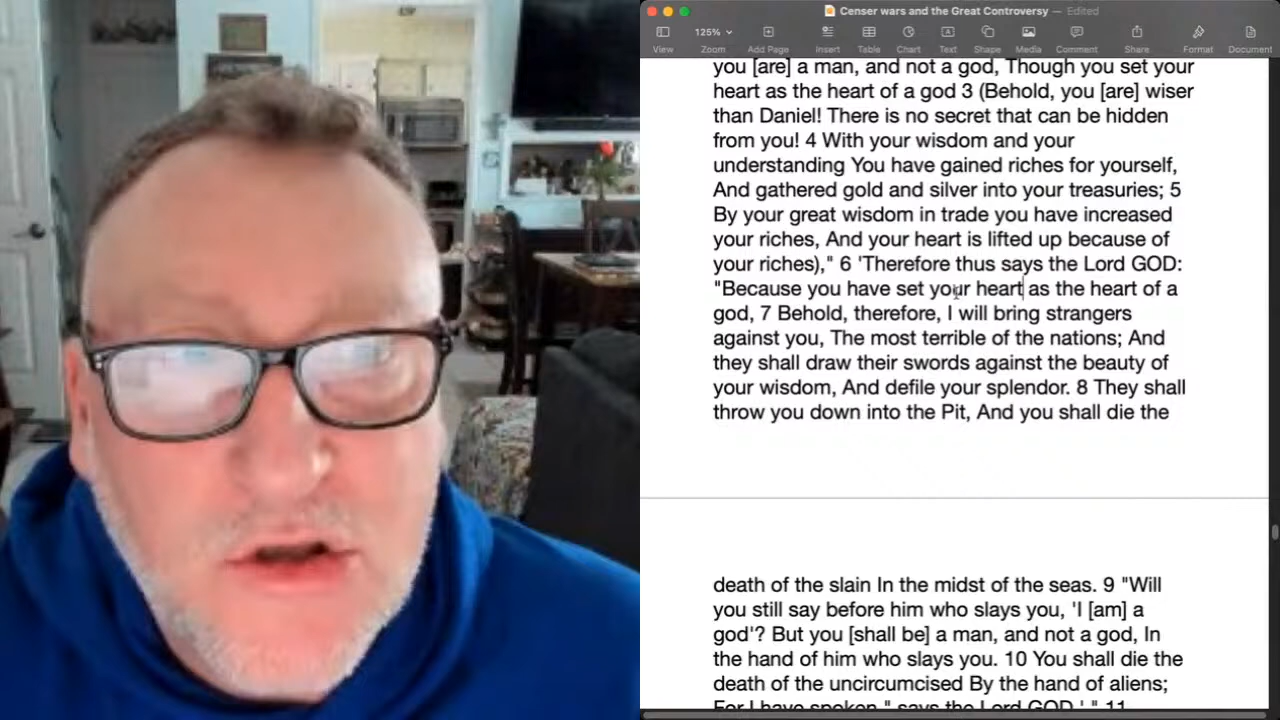 Censer wars and the Great Controversy — Edited
125%
View Zoom Add Page Insert Table Chart Text Shape Media Comment Share Format Document
you [are] a man, and not a god, Though you set your
heart as the heart of a god 3 (Behold, you [are] wiser
than Daniel! There is no secret that can be hidden
from you! 4 With your wisdom and your
understanding You have gained riches for yourself,
And gathered gold and silver into your treasuries; 5
By your great wisdom in trade you have increased
your riches, And your heart is lifted up because of
your riches)," 6 'Therefore thus says the Lord GOD:
"Because you have set your heart as the heart of a
god, 7 Behold, therefore, I will bring strangers
against you, The most terrible of the nations; And
they shall draw their swords against the beauty of
your wisdom, And defile your splendor. 8 They shall
throw you down into the Pit, And you shall die the
death of the slain In the midst of the seas. 9 "Will
you still say before him who slays you, 'I [am] a
god'? But you [shall be] a man, and not a god, In
the hand of him who slays you. 10 You shall die the
death of the uncircumcised By the hand of aliens;
For I have spoken," says the Lord GOD.' " 11